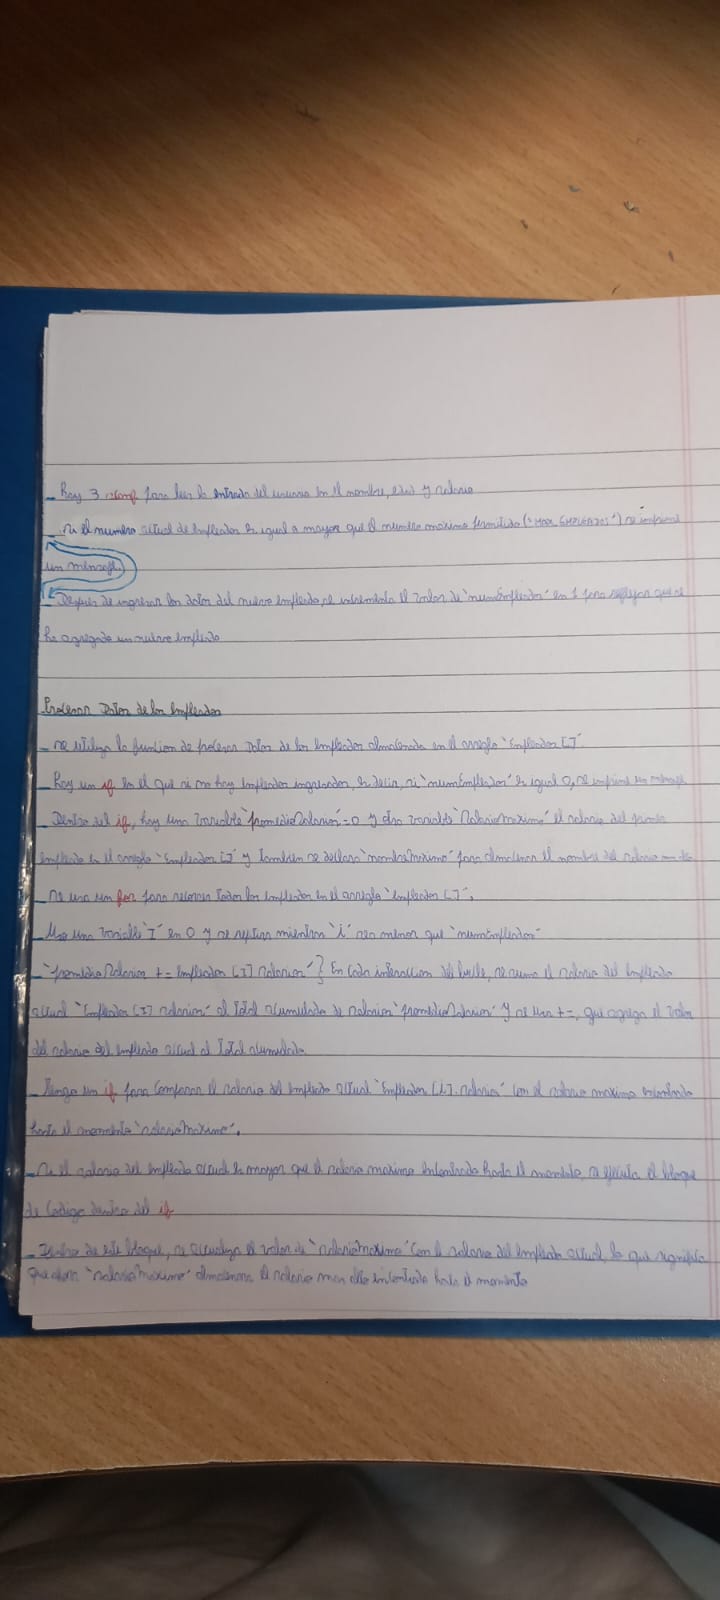 - Hay 3 scanf para leer la entrada del usuario en el nombre, edad y salario
- si el numero actual de empleados es igual a mayor que el numero maximo permitido ("MAX_EMPLEADOS") se imprime
un mensaje.
- Después de ingresar los datos del nuevo empleado, se incrementa el valor de "numEmpleados" en 1 para reflejar que se
ha agregado un nuevo empleado
Procesar Datos de los Empleados
- se utiliza la funcion de procesar Datos de los empleados almacenada en el arreglo "Empleados []"
- Hay un if en el que si no hay empleados ingresados, es decir, si "numEmpleados" es igual 0, se imprime un mensaje
- Dentro del if, hay una variable "promedioSalarios"=0 y otra variable "SalarioMaximo" el salario del primer
empleado en el arreglo "Empleados []" y tambien se declara "nombreMaximo" para almacenar el nombre del salario mas alto
- se usa un for para recorrer todos los empleados en el arreglo "empleados []".
- Usa una variable "I" en 0 y se repetira mientras "i" sea menor que "numEmpleados"
- "promedioSalarios += Empleados [I] salarios" } En cada interaccion del bucle, se suma el salario del empleado
actual "Empleados [I] salarios" al total acumulado de salarios "promedioSalarios" y se usa +=, que agrega el valor
del salario del empleado actual al total acumulado.
- Tengo un if para comparar el salario del empleado actual "Empleados [i]. salarios" con el salario maximo encontrado
hasta el momento "salarioMaximo".
- si el salario del empleado actual es mayor que el salario maximo encontrado hasta el momento, se ejecuta el bloque
de codigo dentro del if
- Dentro de este bloque, se actualiza el valor de "salarioMaximo" con el salario del empleado actual, lo que significa
que ahora "salarioMaximo" almacenara el salario mas alto encontrado hasta el momento